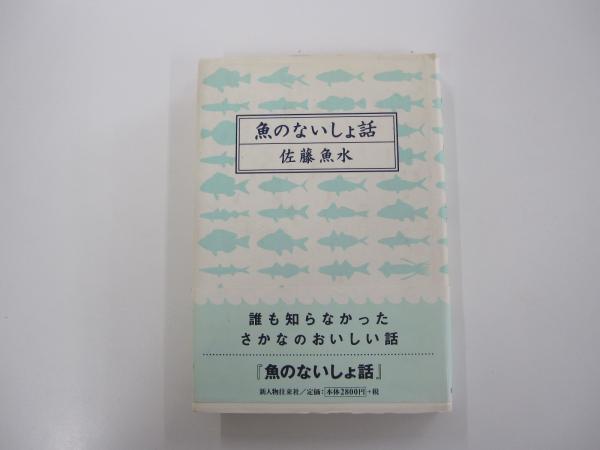 魚のないしょ話
佐藤魚水
誰も知らなかった
さかなのおいしい話
『魚のないしょ話』
新人物往来社／定価：本体2800円＋税